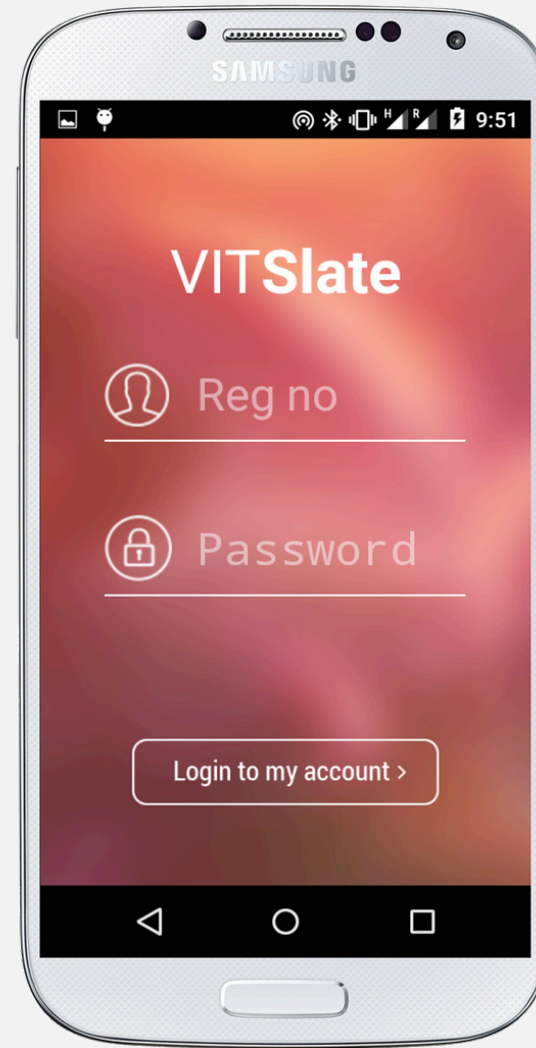 SAMSUNG
H R 9:51
VITSlate
Reg no
Password
Login to my account >